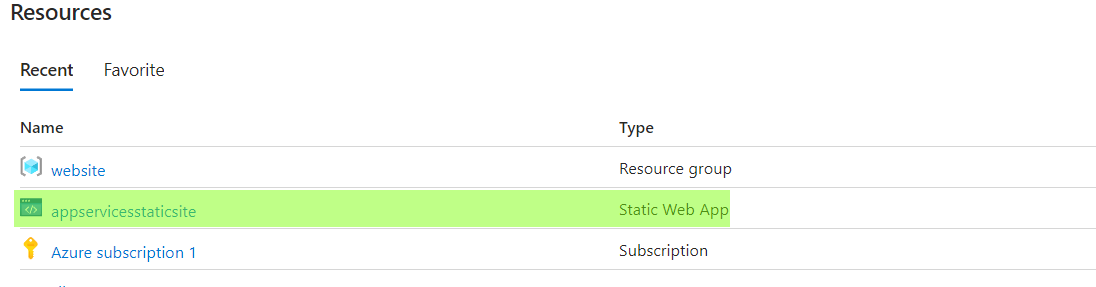 Resources
Recent Favorite
Name Type
website Resource group
appservicesstaticsite Static Web App
Azure subscription 1 Subscription